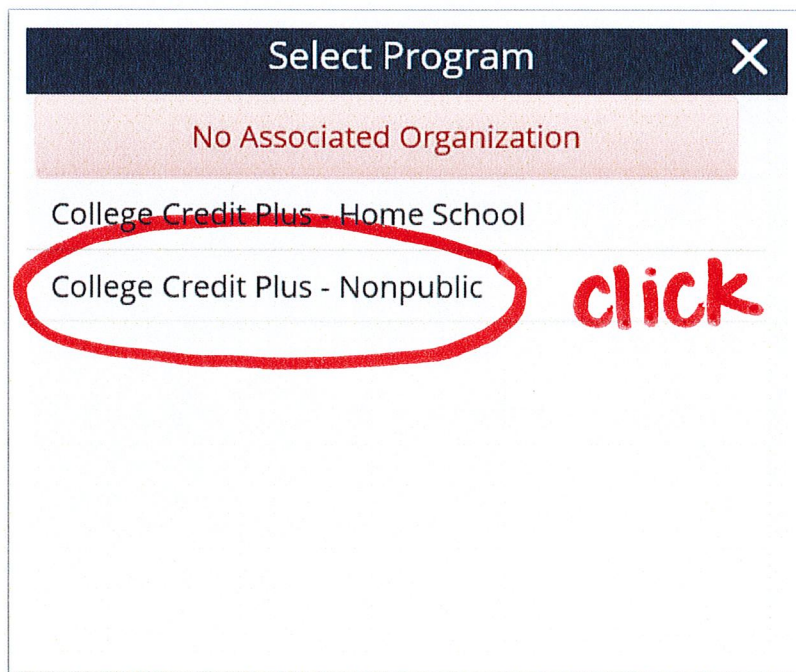 Select Program
No Associated Organization
College Credit Plus - Home School
College Credit Plus - Nonpublic
click